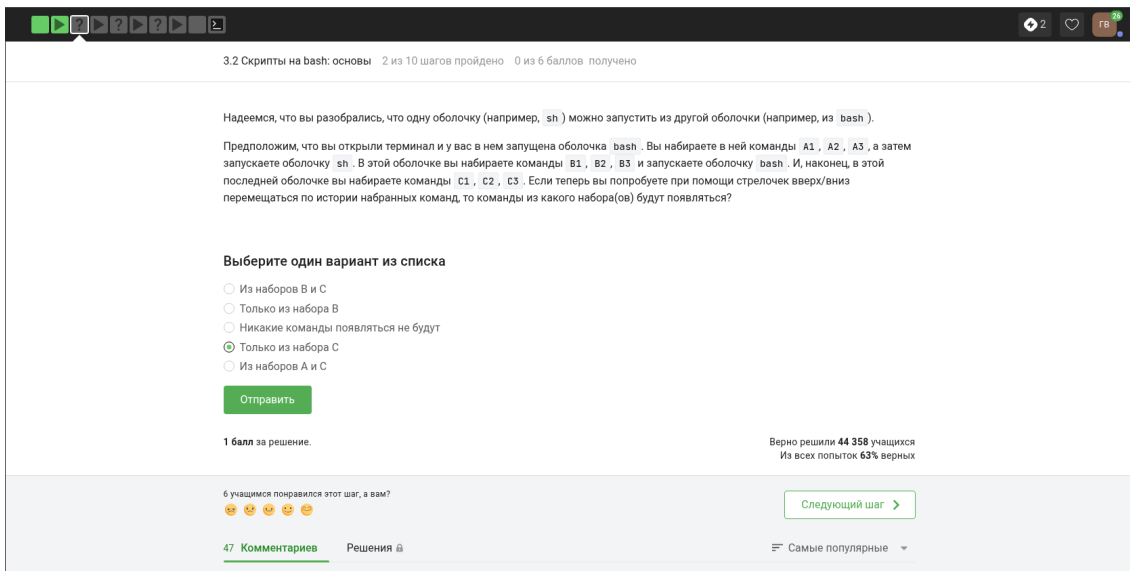 2
ГВ
26
3.2 Скрипты на bash: основы 2 из 10 шагов пройдено 0 из 6 баллов получено
Надеемся, что вы разобрались, что одну оболочку (например, sh) можно запустить из другой оболочки (например, из bash).
Предположим, что вы открыли терминал и у вас в нем запущена оболочка bash. Вы набираете в ней команды A1, A2, A3, а затем
запускаете оболочку sh. В этой оболочке вы набираете команды B1, B2, B3 и запускаете оболочку bash. И, наконец, в этой
последней оболочке вы набираете команды C1, C2, C3. Если теперь вы попробуете при помощи стрелочек вверх/вниз
перемещаться по истории набранных команд, то команды из какого набора(ов) будут появляться?
Выберите один вариант из списка
Из наборов B и C
Только из набора B
Никакие команды появляться не будут
Только из набора C
Из наборов A и C
Отправить
1 балл за решение.
Верно решили 44 358 учащихся
Из всех попыток 63% верных
6 учащимся понравился этот шаг, а вам?
Следующий шаг
47 Комментариев Решения Самые популярные